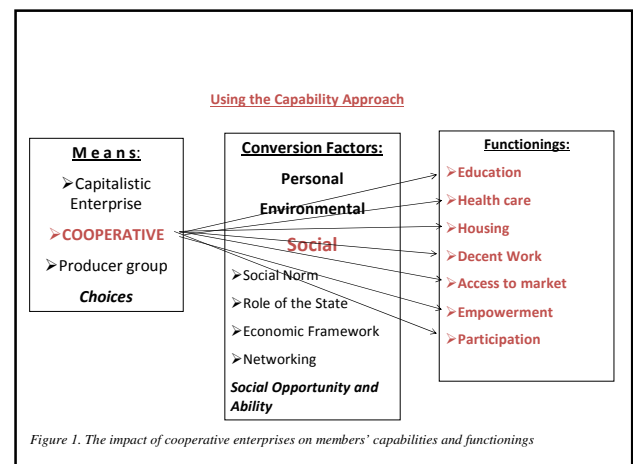 Using the Capability Approach
M e a n s:
➢Capitalistic
Enterprise
➢COOPERATIVE
➢Producer group
Choices
Conversion Factors:
Personal
Environmental
Social
➢Social Norm
➢Role of the State
➢Economic Framework
➢Networking
Social Opportunity and
Ability
Functionings:
➢Education
➢Health care
➢Housing
➢Decent Work
➢Access to market
➢Empowerment
➢Participation
Figure 1. The impact of cooperative enterprises on members' capabilities and functionings